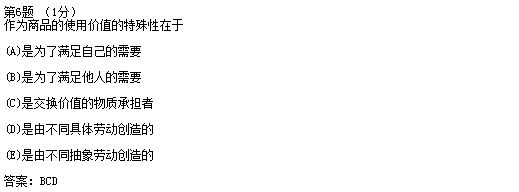 第6题 （1分）
作为商品的使用价值的特殊性在于
(A)是为了满足自己的需要
(B)是为了满足他人的需要
(C)是交换价值的物质承担者
(D)是由不同具体劳动创造的
(E)是由不同抽象劳动创造的
答案：BCD